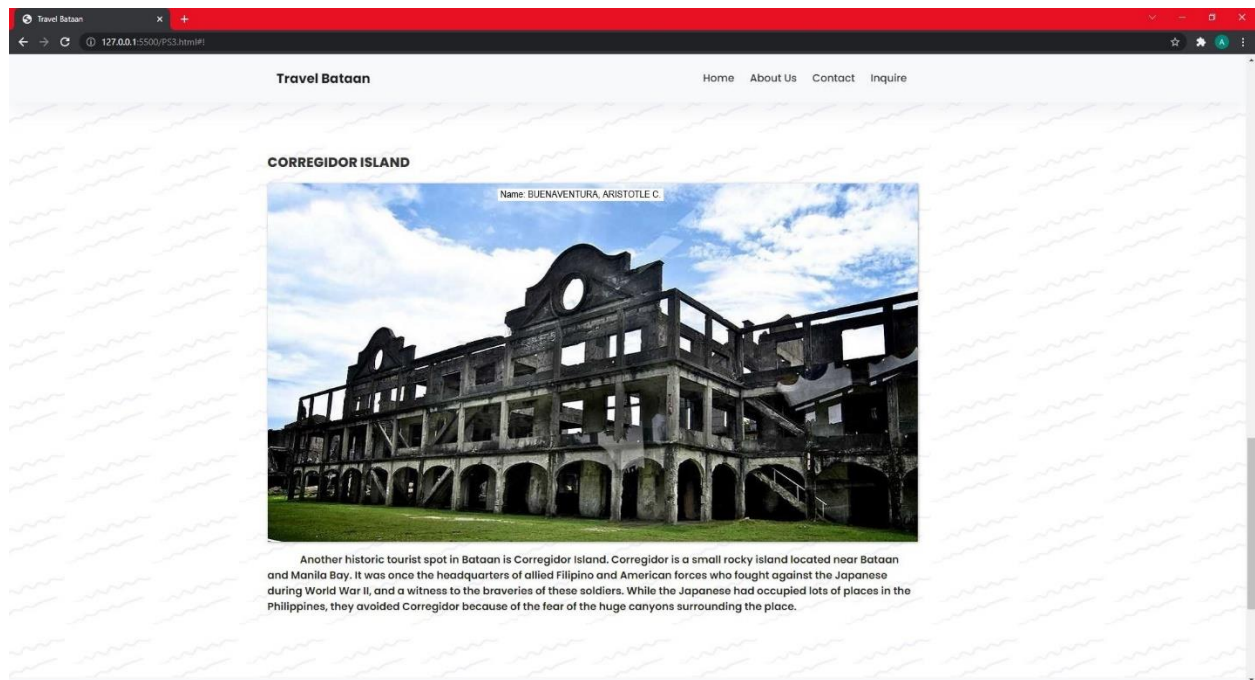 Travel Bataan
127.0.0.1:5500/PS3.html#!
A
Travel Bataan
Home About Us Contact Inquire
CORREGIDOR ISLAND
Name: BUENAVENTURA, ARISTOTLE C.
Another historic tourist spot in Bataan is Corregidor Island. Corregidor is a small rocky island located near Bataan
and Manila Bay. It was once the headquarters of allied Filipino and American forces who fought against the Japanese
during World War II, and a witness to the braveries of these soldiers. While the Japanese had occupied lots of places in the
Philippines, they avoided Corregidor because of the fear of the huge canyons surrounding the place.